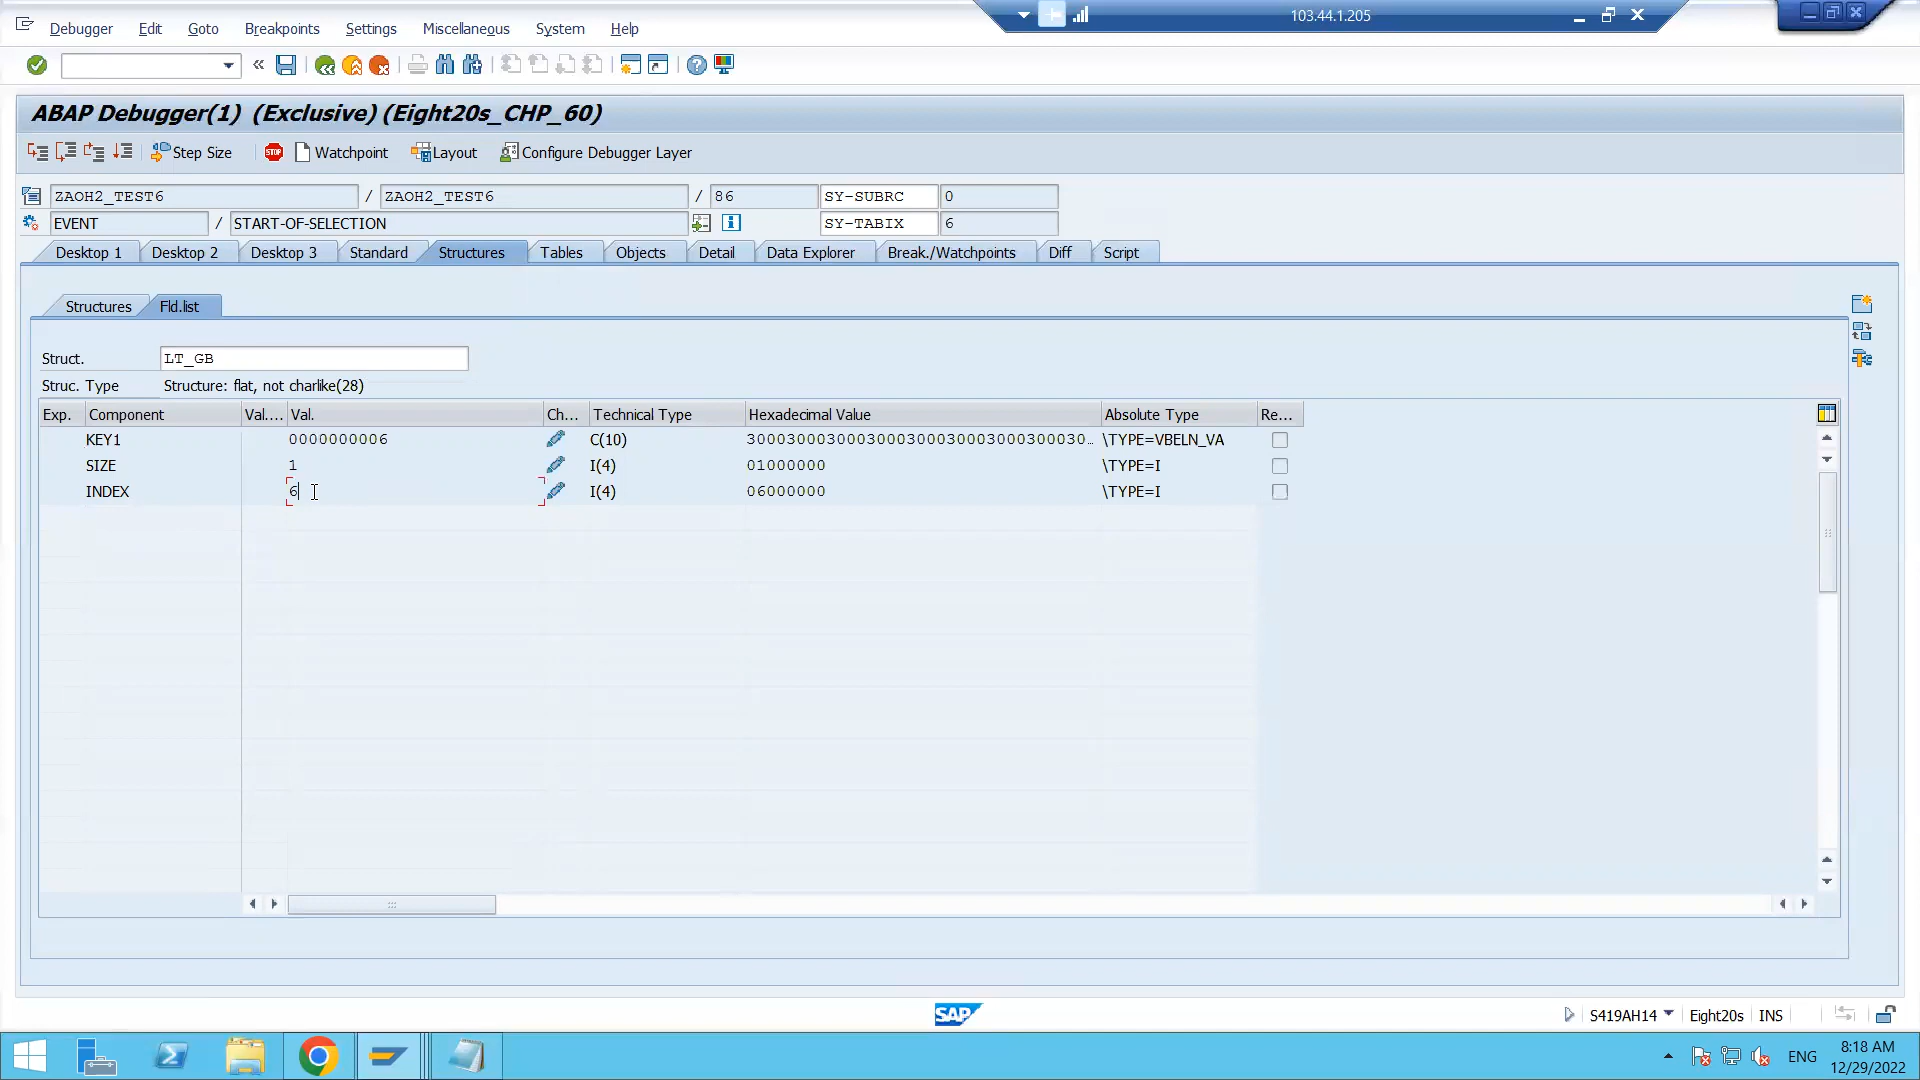 103.44.1.205
Debugger Edit Goto Breakpoints Settings Miscellaneous System Help
ABAP Debugger(1) (Exclusive) (Eight20s_CHP_60)
Step Size STOP Watchpoint Layout Configure Debugger Layer
ZAOH2_TEST6 / ZAOH2_TEST6 / 86 SY-SUBRC 0
EVENT / START-OF-SELECTION SY-TABIX 6
Desktop 1 Desktop 2 Desktop 3 Standard Structures Tables Objects Detail Data Explorer Break./Watchpoints Diff Script
Structures Fld.list
Struct. LT_GB
Struc. Type Structure: flat, not charlike(28)
Exp. Component Val.... Val. Ch... Technical Type Hexadecimal Value Absolute Type Re...
KEY1 0000000006 C(10) 3000300030003000300030003000300030... \TYPE=VBELN_VA
SIZE 1 I(4) 01000000 \TYPE=I
INDEX 6 I(4) 06000000 \TYPE=I
SAP S419AH14 Eight20s INS
ENG 8:18 AM
12/29/2022